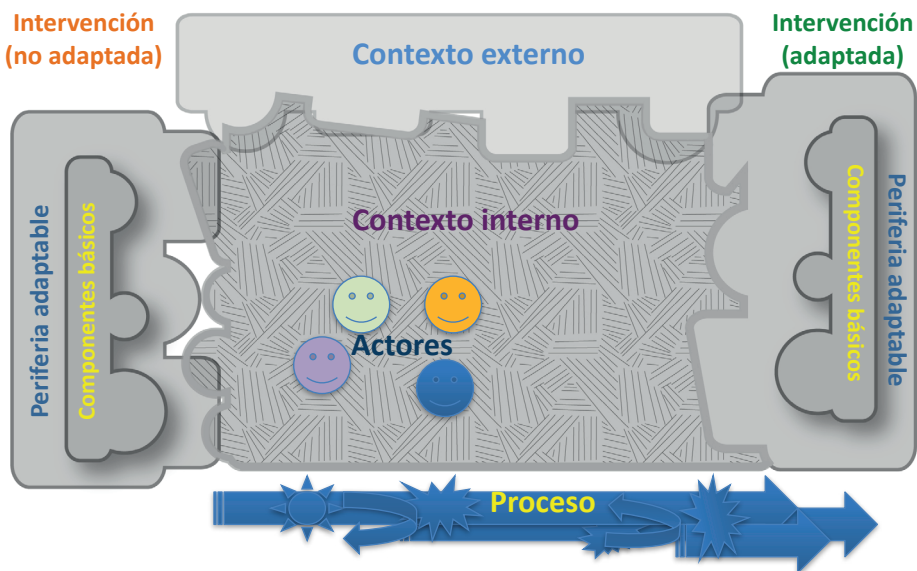 Intervención
(no adaptada)
Contexto externo
Intervención
(adaptada)
Periferia adaptable
Componentes básicos
Contexto interno
Actores
Componentes básicos
Periferia adaptable
Proceso